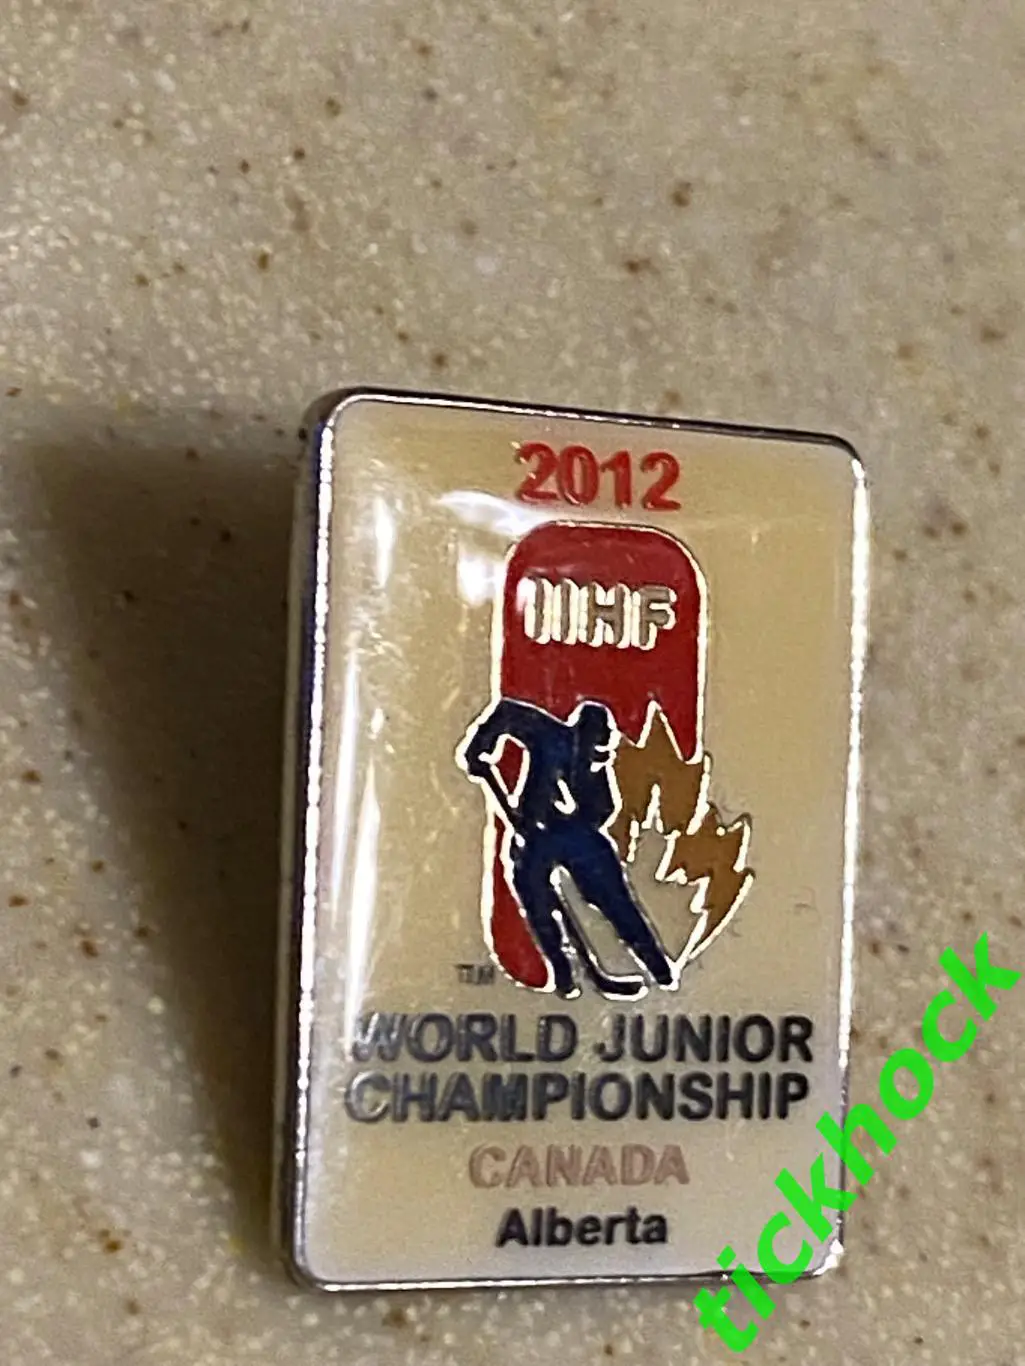 2012
IIHF
TM
WORLD JUNIOR
CHAMPIONSHIP
CANADA
Alberta
tickhock